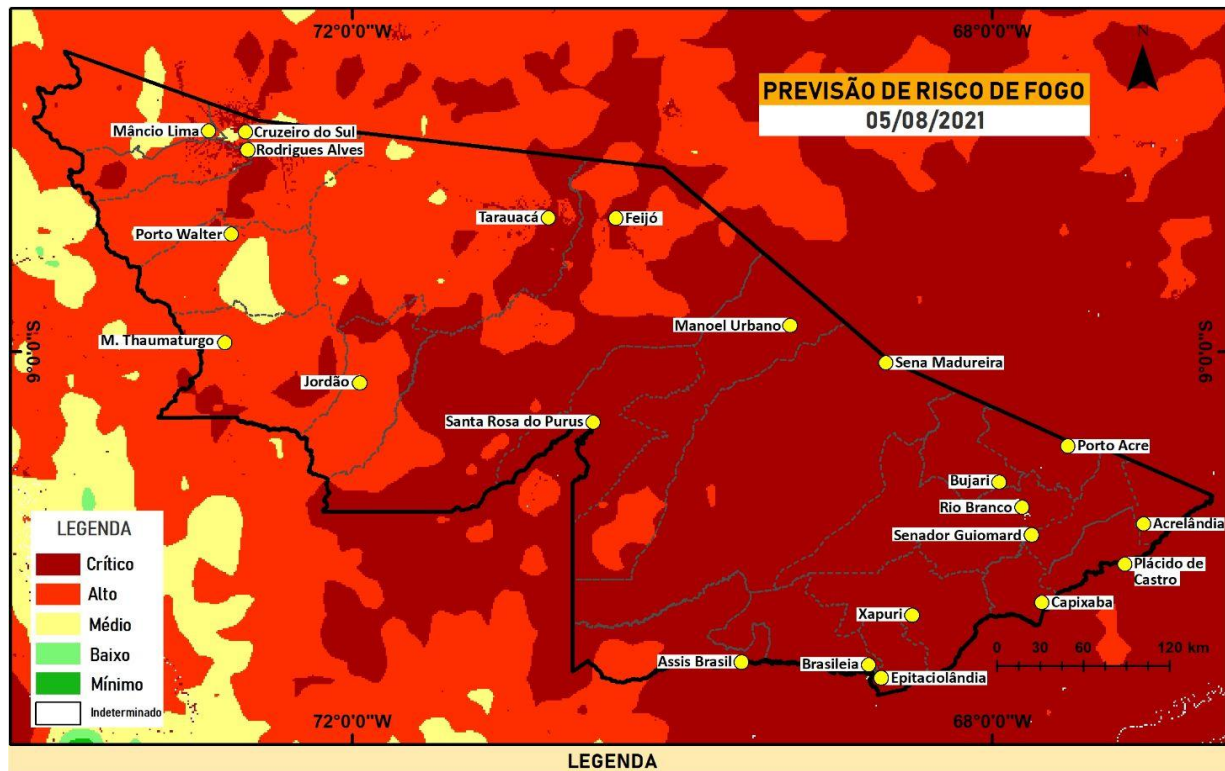 72°0'0"W
68°0'0"W
N
PREVISÃO DE RISCO DE FOGO
05/08/2021
Mâncio Lima
Cruzeiro do Sul
Rodrigues Alves
Tarauacá
Feijó
Porto Walter
Manoel Urbano
9°0'0"S
9°0'0"S
M. Thaumaturgo
Sena Madureira
Jordão
Santa Rosa do Purus
Porto Acre
Bujari
Rio Branco
Acrelândia
Senador Guiomard
Plácido de
Castro
Capixaba
Xapuri
Assis Brasil
Brasileia
Epitaciolândia
0 30 60 120 km
LEGENDA
Crítico
Alto
Médio
Baixo
Mínimo
Indeterminado
72°0'0"W
68°0'0"W
LEGENDA